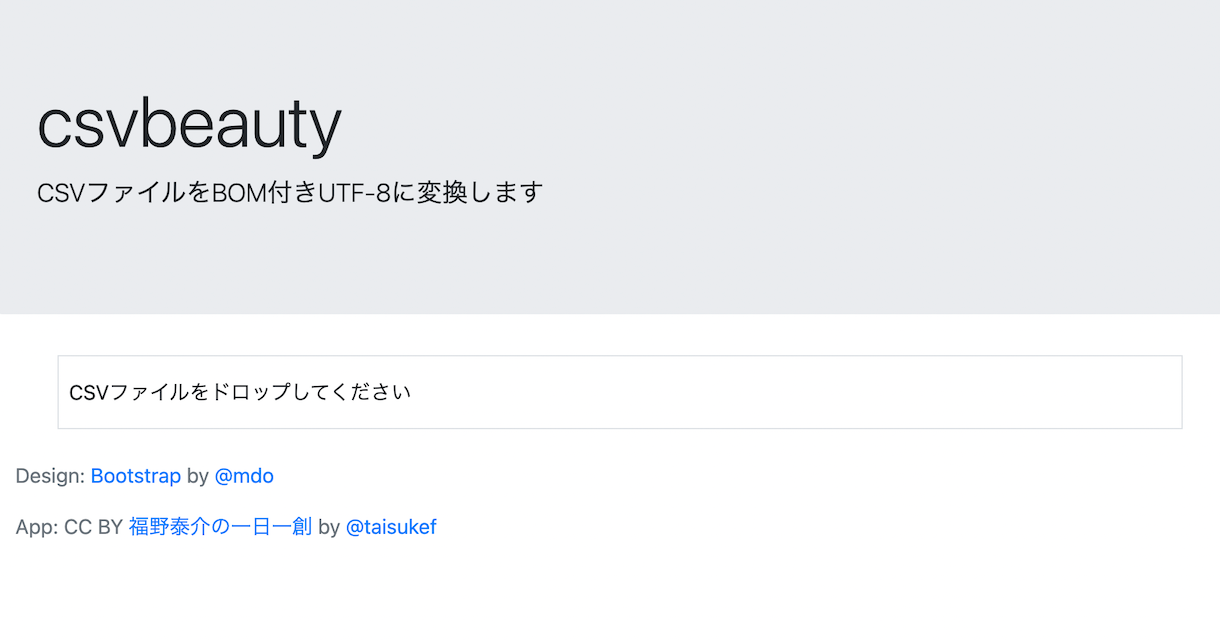 csvbeauty
CSVファイルをBOM付きUTF-8に変換します
CSVファイルをドロップしてください
Design: Bootstrap by @mdo
App: CC BY 福野泰介の一日一創 by @taisukef